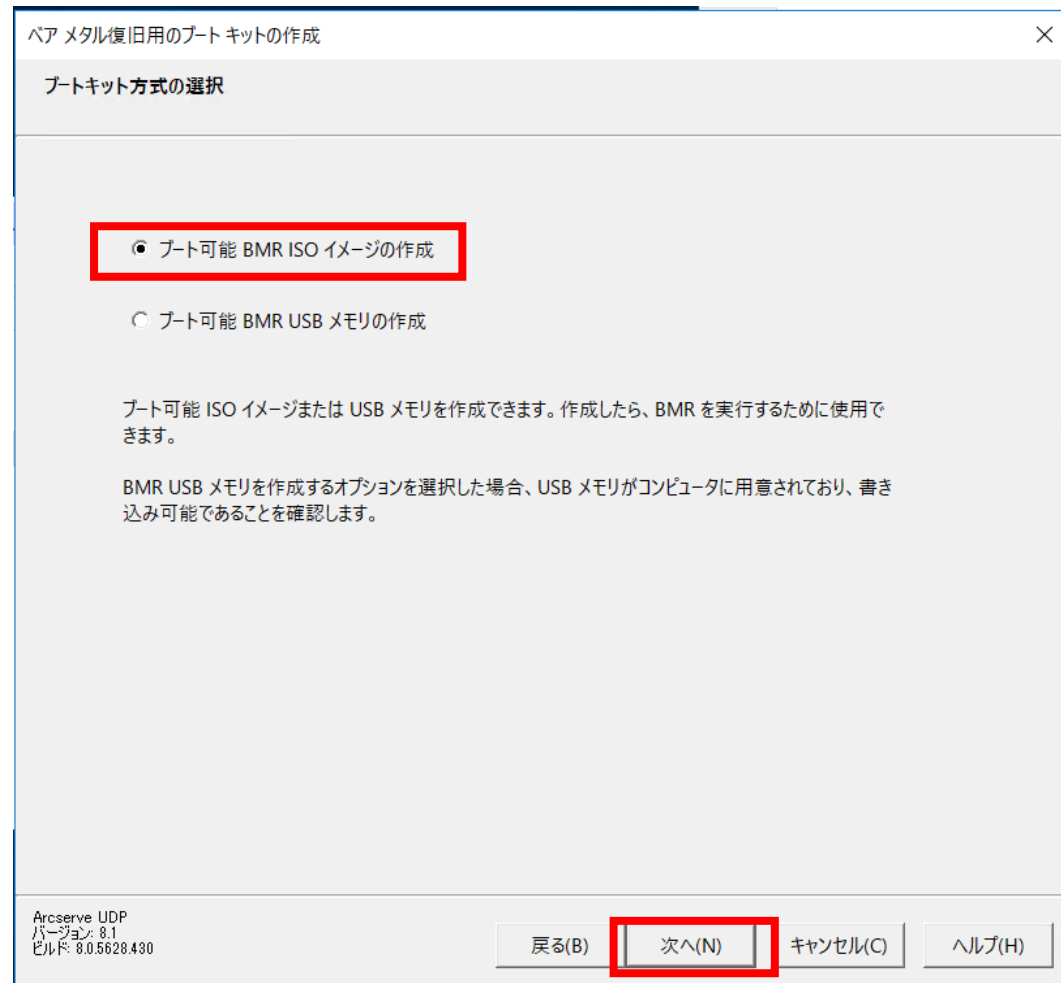 ベア メタル復旧用のブート キットの作成
ブートキット方式の選択
ブート可能 BMR ISO イメージの作成
ブート可能 BMR USB メモリの作成
ブート可能 ISO イメージまたは USB メモリを作成できます。作成したら、BMR を実行するために使用で
きます。
BMR USB メモリを作成するオプションを選択した場合、USB メモリがコンピュータに用意されており、書き
込み可能であることを確認します。
Arcserve UDP
バージョン: 8.1
ビルド: 8.0.5628.430
戻る(B) 次へ(N) キャンセル(C) ヘルプ(H)